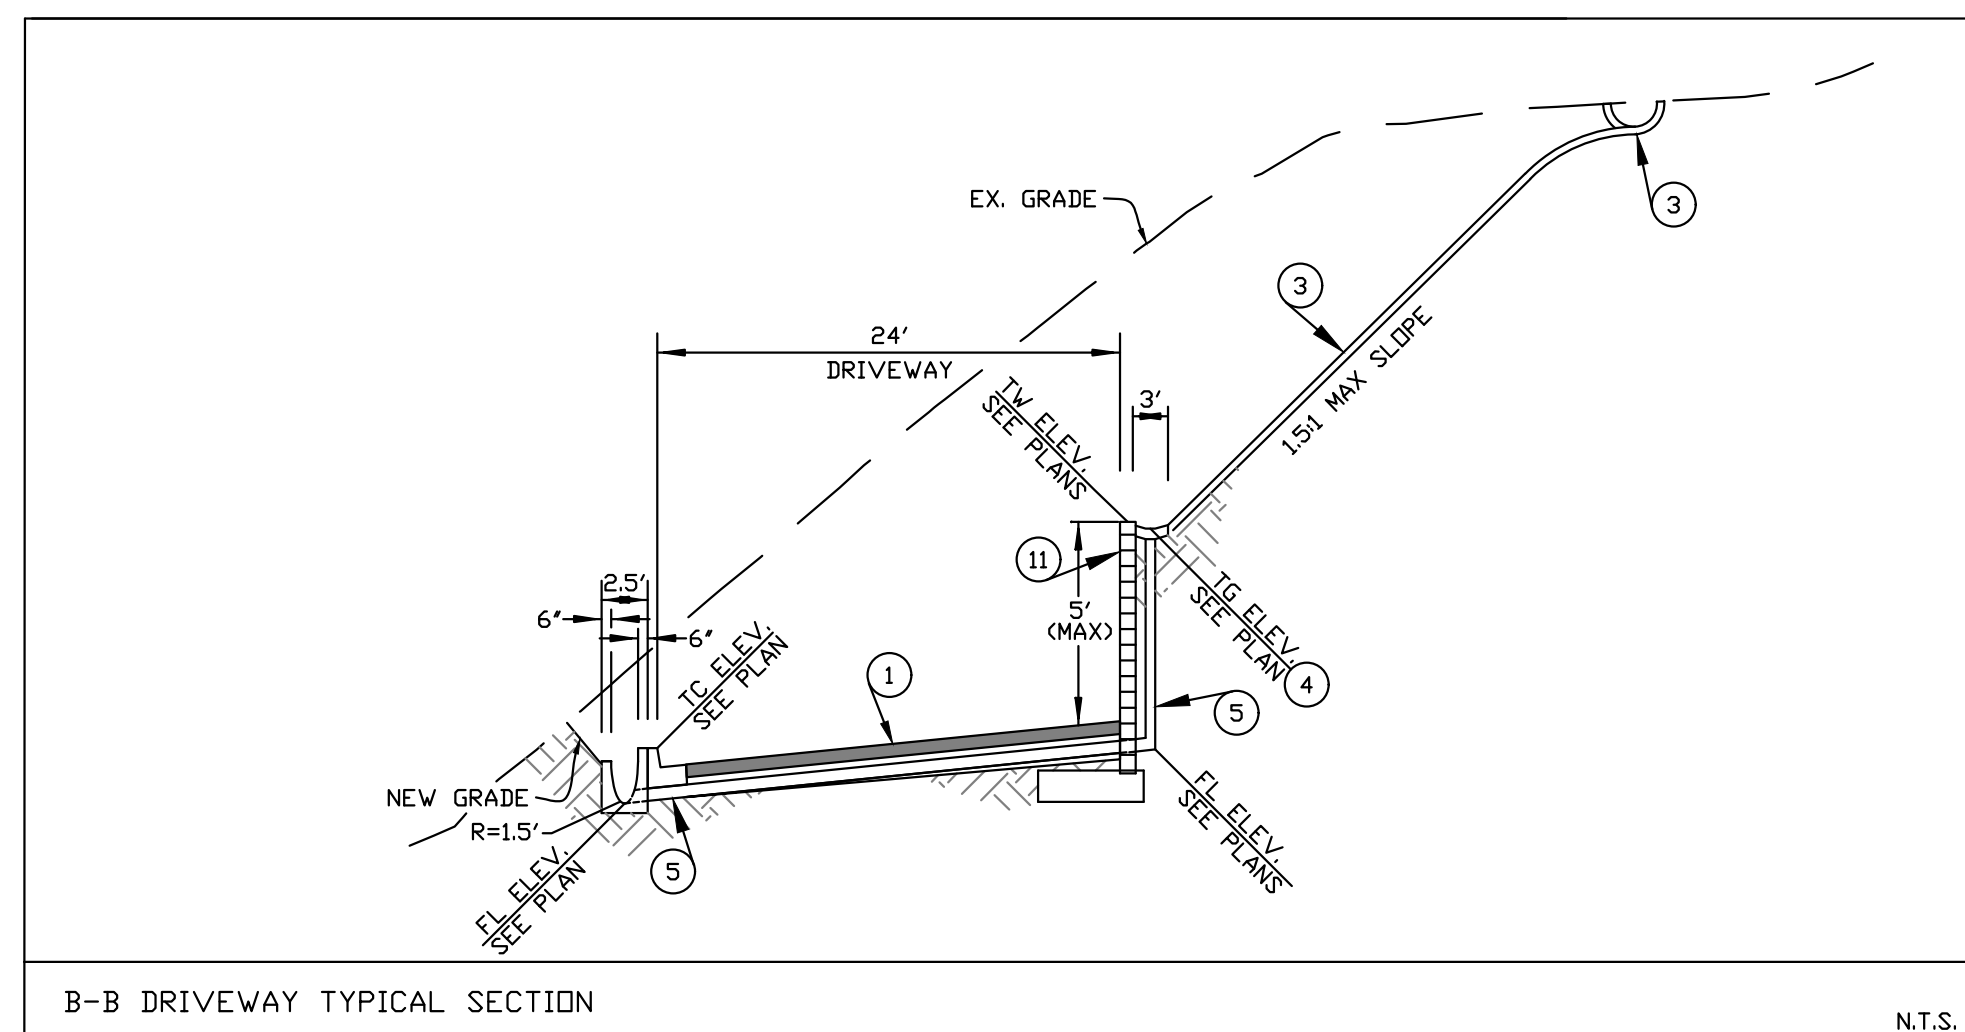 3
EX. GRADE
3
24'
DRIVEWAY
1.5:1 MAX SLOPE
3'
TW ELEV.
SEE PLANS
11
2.5'
5'
(MAX)
6"
6"
TC ELEV.
SEE PLAN
TG ELEV.
SEE PLAN
1
4
5
NEW GRADE
R=1.5'
FL ELEV.
SEE PLANS
5
FL ELEV.
SEE PLAN
B-B DRIVEWAY TYPICAL SECTION
N.T.S.